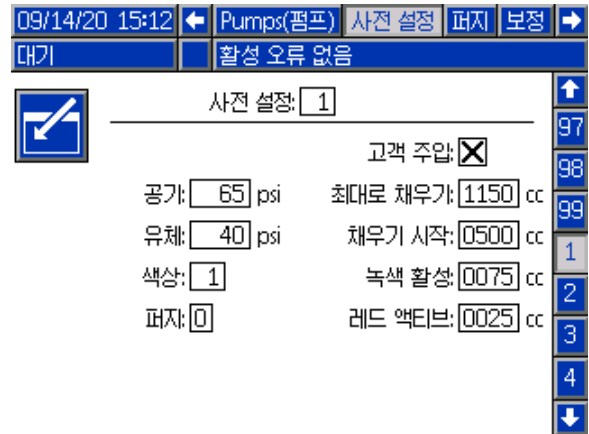 09/14/20 15:12 Pumps(펌프) 사전 설정 퍼지 보정
대기 활성 오류 없음
사전 설정: 1
97
고객 주입:
98
공기: 65 psi 최대로 채우기: 1150 cc
99
유체: 40 psi 채우기 시작: 0500 cc
1
색상: 1 녹색 활성: 0075 cc
2
퍼지: 0 레드 액티브: 0025 cc
3
4